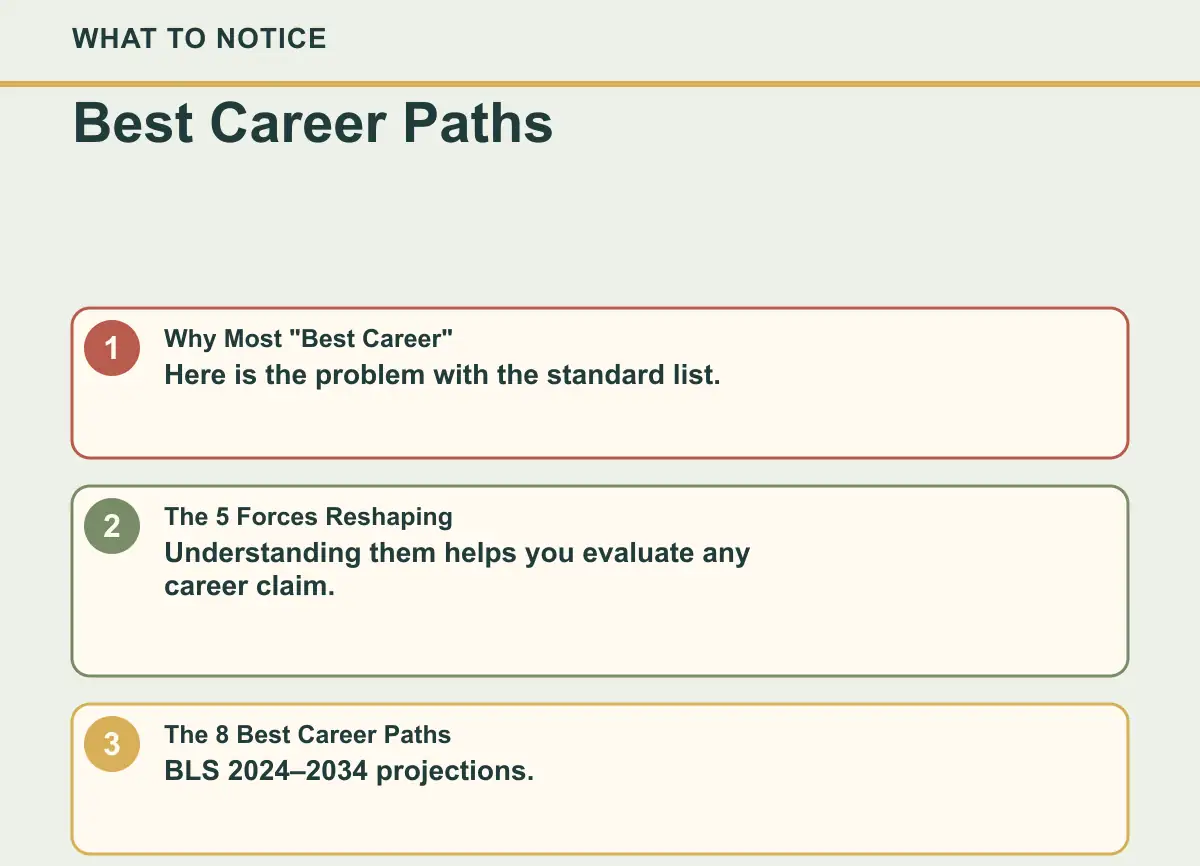 WHAT TO NOTICE
Best Career Paths
1
Why Most "Best Career"
Here is the problem with the standard list.
2
The 5 Forces Reshaping
Understanding them helps you evaluate any
career claim.
3
The 8 Best Career Paths
BLS 2024–2034 projections.